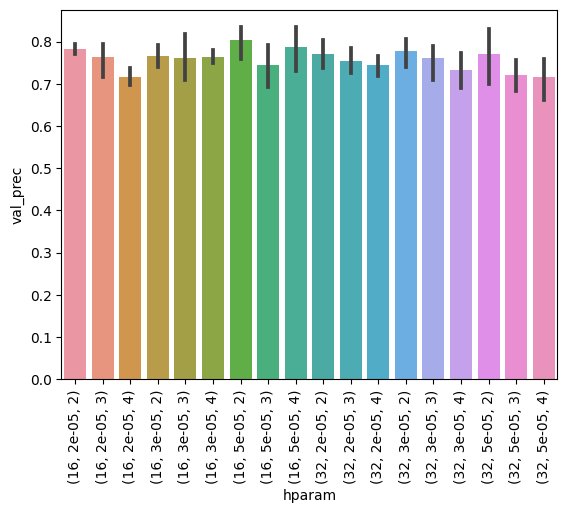 0.8
0.7
0.6
0.5
0.4
0.3
0.2
0.1
0.0
val_prec
(16, 2e-05, 2)
(16, 2e-05, 3)
(16, 2e-05, 4)
(16, 3e-05, 2)
(16, 3e-05, 3)
(16, 3e-05, 4)
(16, 5e-05, 2)
(16, 5e-05, 3)
(16, 5e-05, 4)
(32, 2e-05, 2)
(32, 2e-05, 3)
(32, 2e-05, 4)
(32, 3e-05, 2)
(32, 3e-05, 3)
(32, 3e-05, 4)
(32, 5e-05, 2)
(32, 5e-05, 3)
(32, 5e-05, 4)
hparam